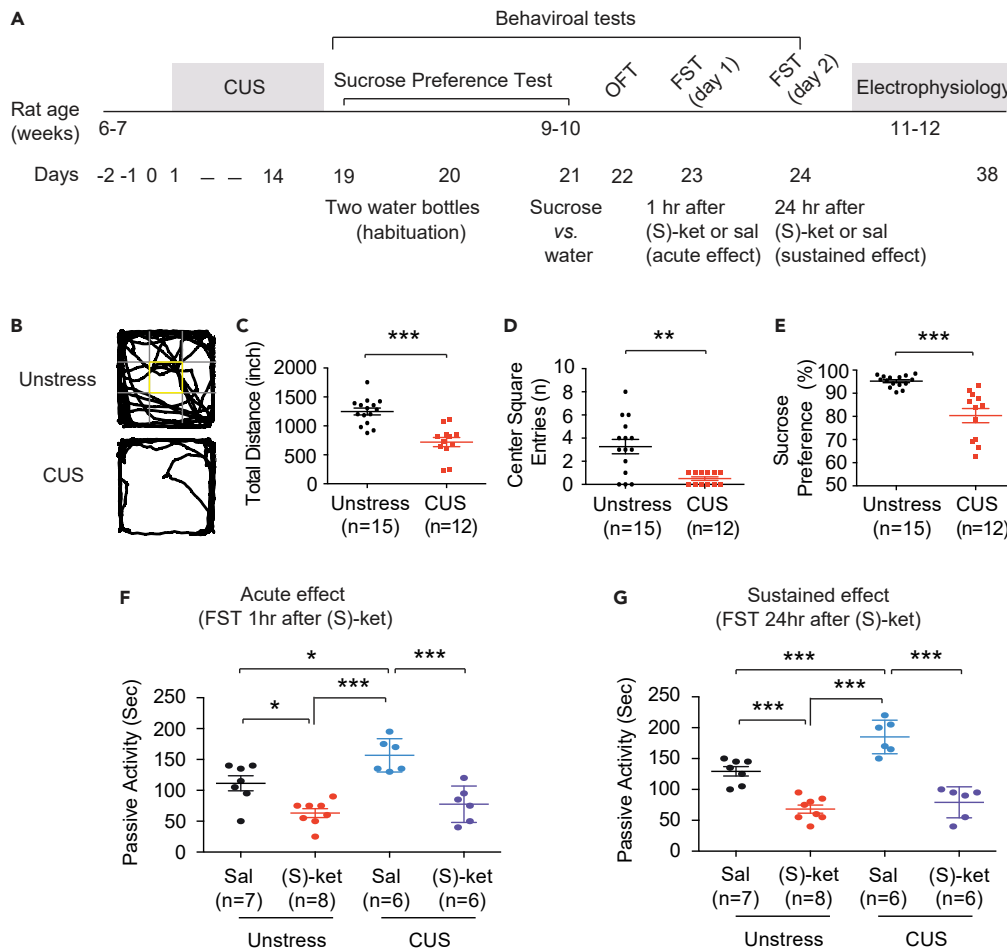 A
Behaviroal tests
CUS
Sucrose Preference Test
OFT
FST
(day 1)
FST
(day 2)
Electrophysiology
Rat age
(weeks)
6-7
9-10
11-12
Days
-2 -1 0 1 — — 14 19 20 21 22 23 24 38
Two water bottles
(habituation)
Sucrose
vs.
water
1 hr after
(S)-ket or sal
(acute effect)
24 hr after
(S)-ket or sal
(sustained effect)
B
Unstress
CUS
C
***
Total Distance (inch)
2000
1500
1000
500
0
Unstress
(n=15)
CUS
(n=12)
D
**
Center Square
Entries (n)
10
8
6
4
2
0
Unstress
(n=15)
CUS
(n=12)
E
***
Sucrose
Preference (%)
100
90
80
70
60
50
Unstress
(n=15)
CUS
(n=12)
F
Acute effect
(FST 1hr after (S)-ket)
* ***
* ***
Passive Activity (Sec)
250
200
150
100
50
0
Sal
(n=7)
(S)-ket
(n=8)
Sal
(n=6)
(S)-ket
(n=6)
Unstress
CUS
G
Sustained effect
(FST 24hr after (S)-ket)
*** ***
*** ***
Passive Activity (Sec)
250
200
150
100
50
0
Sal
(n=7)
(S)-ket
(n=8)
Sal
(n=6)
(S)-ket
(n=6)
Unstress
CUS